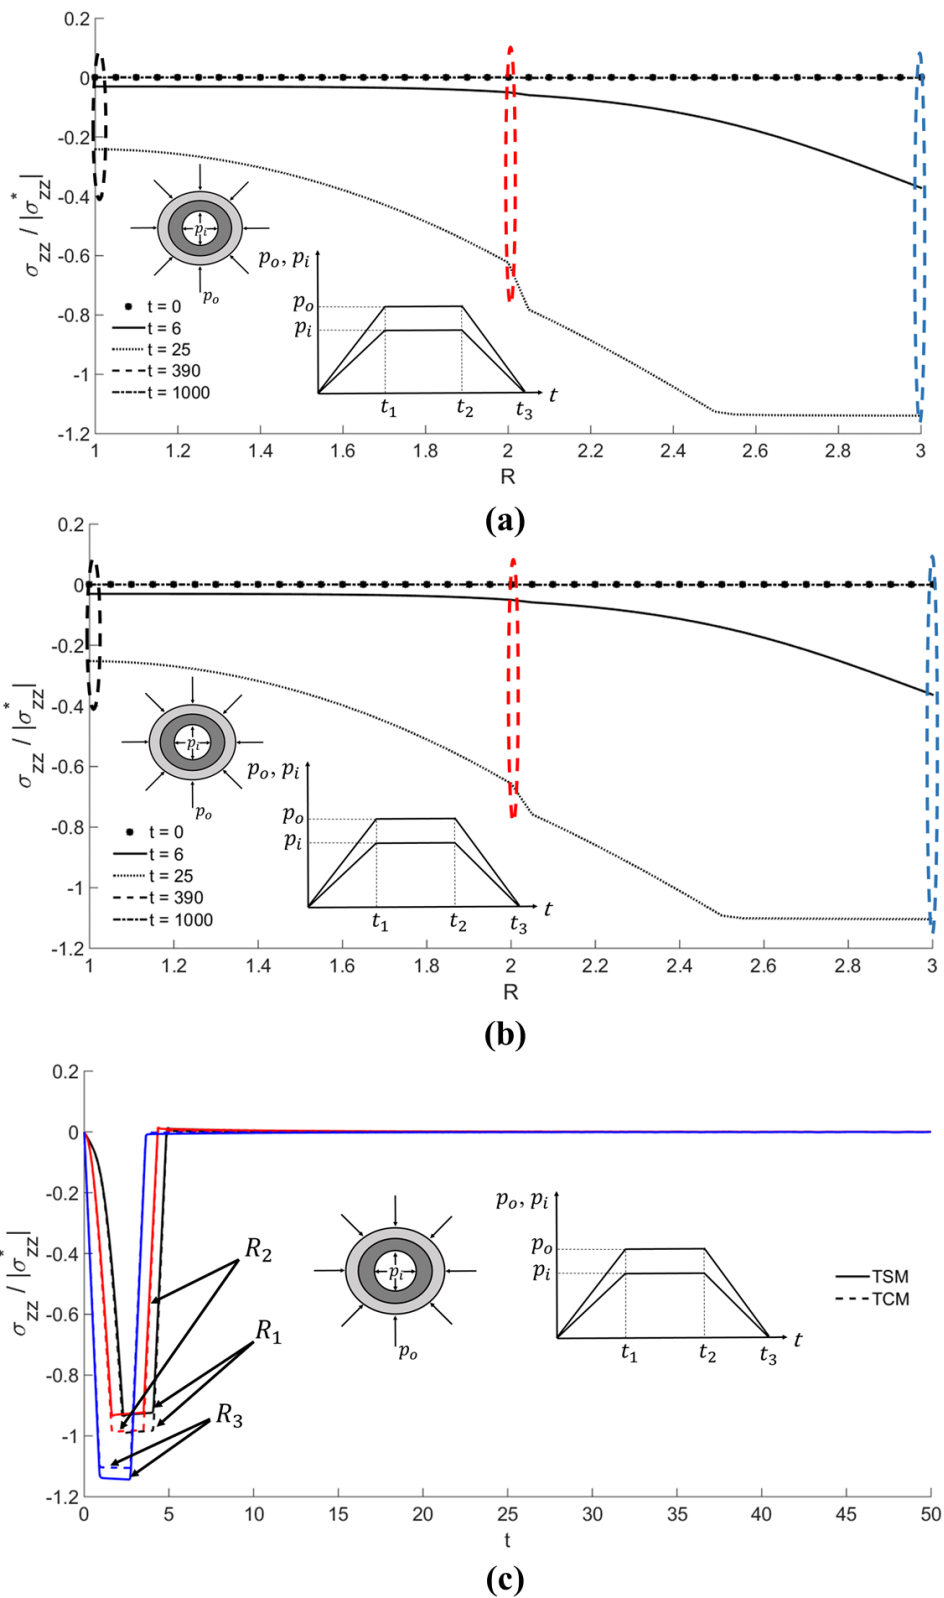 0.2
0
-0.2
-0.4
-0.6
-0.8
-1
-1.2
σzz / |σ*zz|
pi
po
po, pi
po
pi
t1 t2 t3 t
t = 0
t = 6
t = 25
t = 390
t = 1000
1 1.2 1.4 1.6 1.8 2 2.2 2.4 2.6 2.8 3
R
(a)
0.2
0
-0.2
-0.4
-0.6
-0.8
-1
-1.2
σzz / |σ*zz|
pi
po
po, pi
po
pi
t1 t2 t3 t
t = 0
t = 6
t = 25
t = 390
t = 1000
1 1.2 1.4 1.6 1.8 2 2.2 2.4 2.6 2.8 3
R
(b)
0.2
0
-0.2
-0.4
-0.6
-0.8
-1
-1.2
σzz / |σ*zz|
R2
R1
R3
pi
po
po, pi
po
pi
t1 t2 t3 t
TSM
TCM
0 5 10 15 20 25 30 35 40 45 50
t
(c)